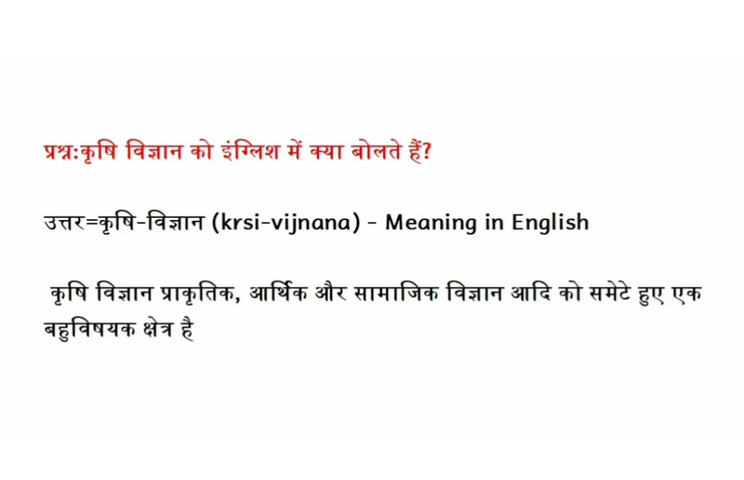 प्रश्न:कृषि विज्ञान को इंग्लिश में क्या बोलते हैं?
उत्तर=कृषि-विज्ञान (krsi-vijnana) - Meaning in English
कृषि विज्ञान प्राकृतिक, आर्थिक और सामाजिक विज्ञान आदि को समेटे हुए एक
बहुविषयक क्षेत्र है